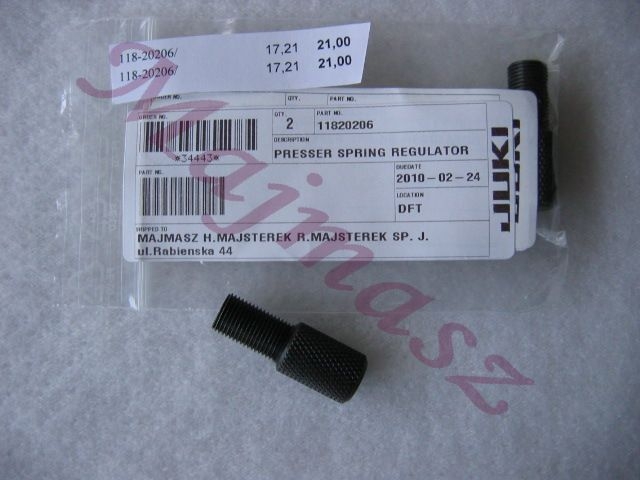 118-20206/ 17,21 21,00
118-20206/ 17,21 21,00
QTY. PART NO.
ORDER NO. QTY. PART NO.
2 11820206
*34443*
DESCRIPTION
PRESSER SPRING REGULATOR
PART NO.
DUEDATE
2010-02-24
LOCATION
DFT
JUKI
JUKI
SHIPPED TO
MAJMASZ H.MAJSTEREK R.MAJSTEREK SP. J.
ul.Rabienska 44
Majmasz